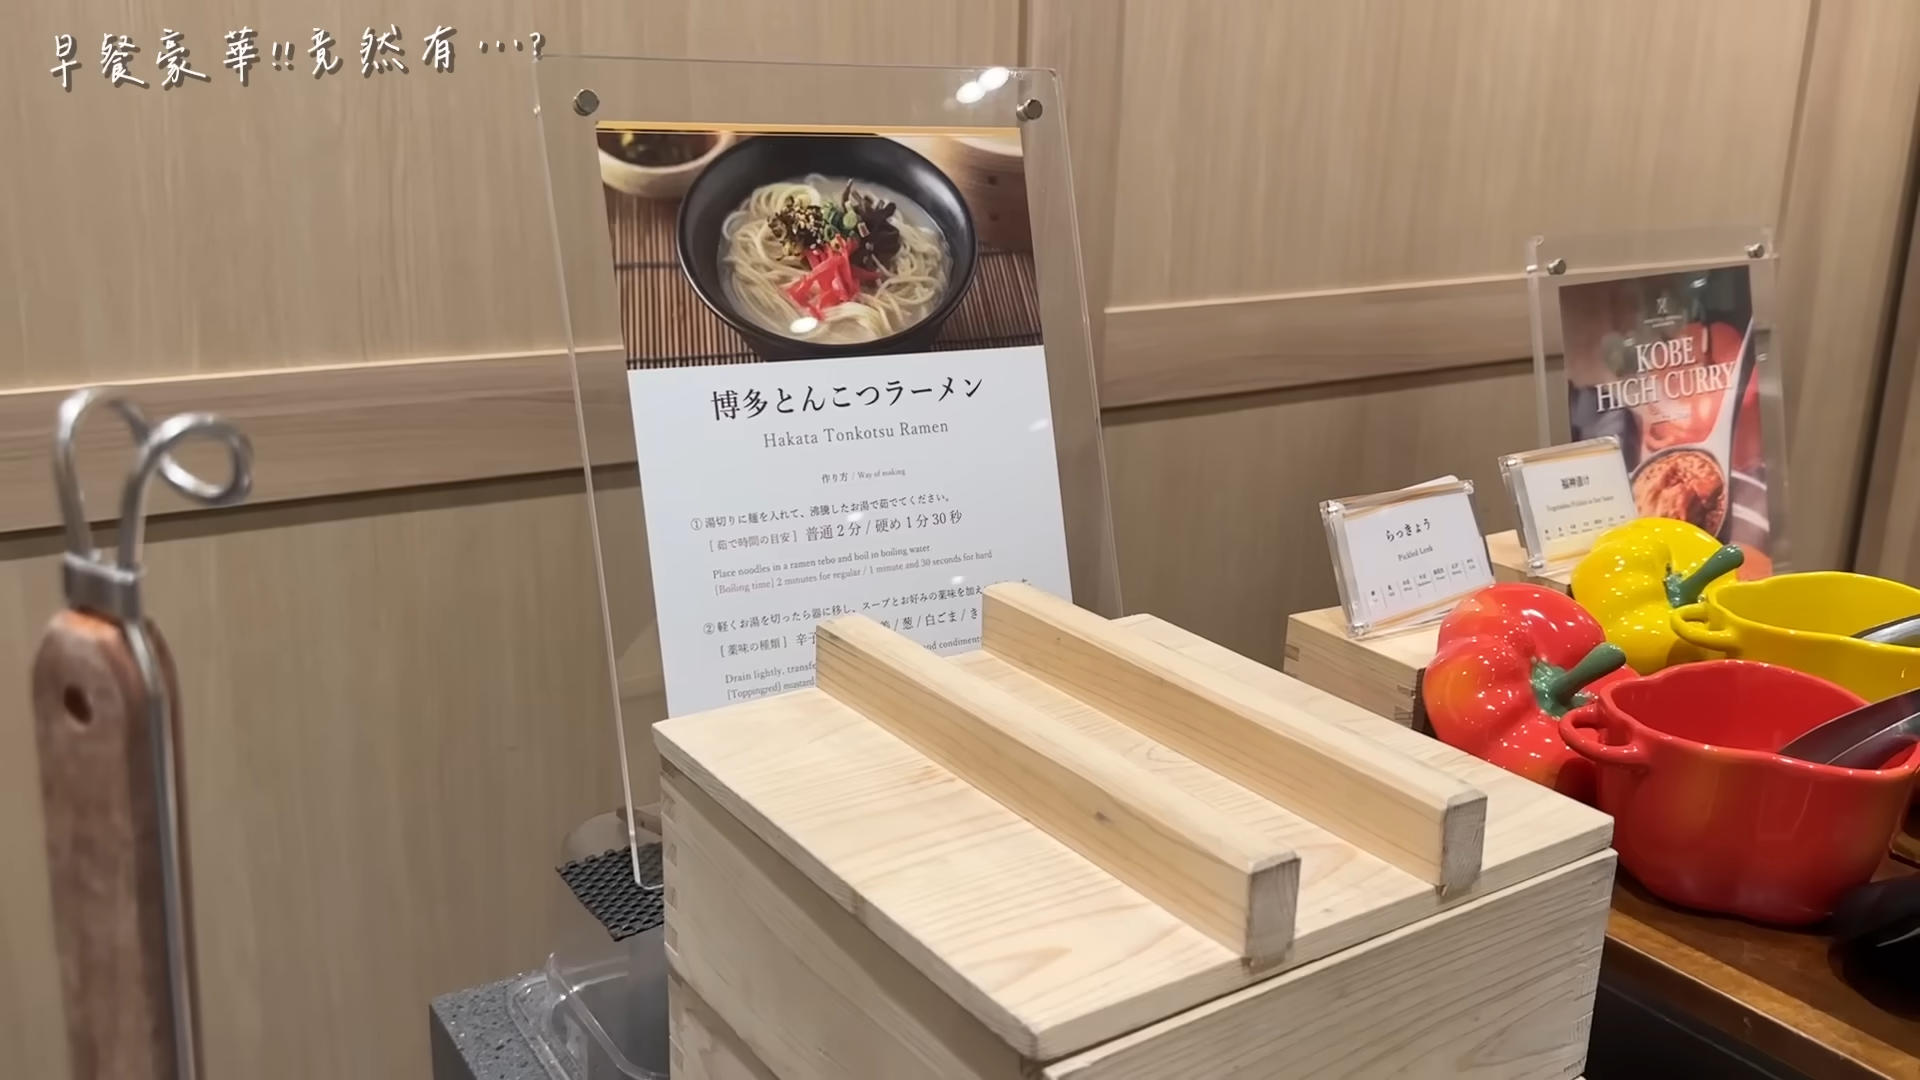 早餐豪華!!竟然有…?
博多とんこつラーメン
Hakata Tonkotsu Ramen
作り方 / Way of making
① 湯切りに麺を入れて、沸騰したお湯で茹でてください。
[ 茹で時間の目安 ] 普通 2 分 / 硬め 1 分 30 秒
Place noodles in a ramen tebo and boil in boiling water
[Boiling time] 2 minutes for regular / 1 minute and 30 seconds for hard
② 軽くお湯を切ったら器に移し、スープとお好みの薬味を加え
[ 薬味の種類 ] 辛子 / 葱 / 白ごま / き
Drain lightly, transfe nd condiments
[Toppingred] mustard
KOBE
HIGH CURRY
福神漬け
らっきょう
Pickled Leek